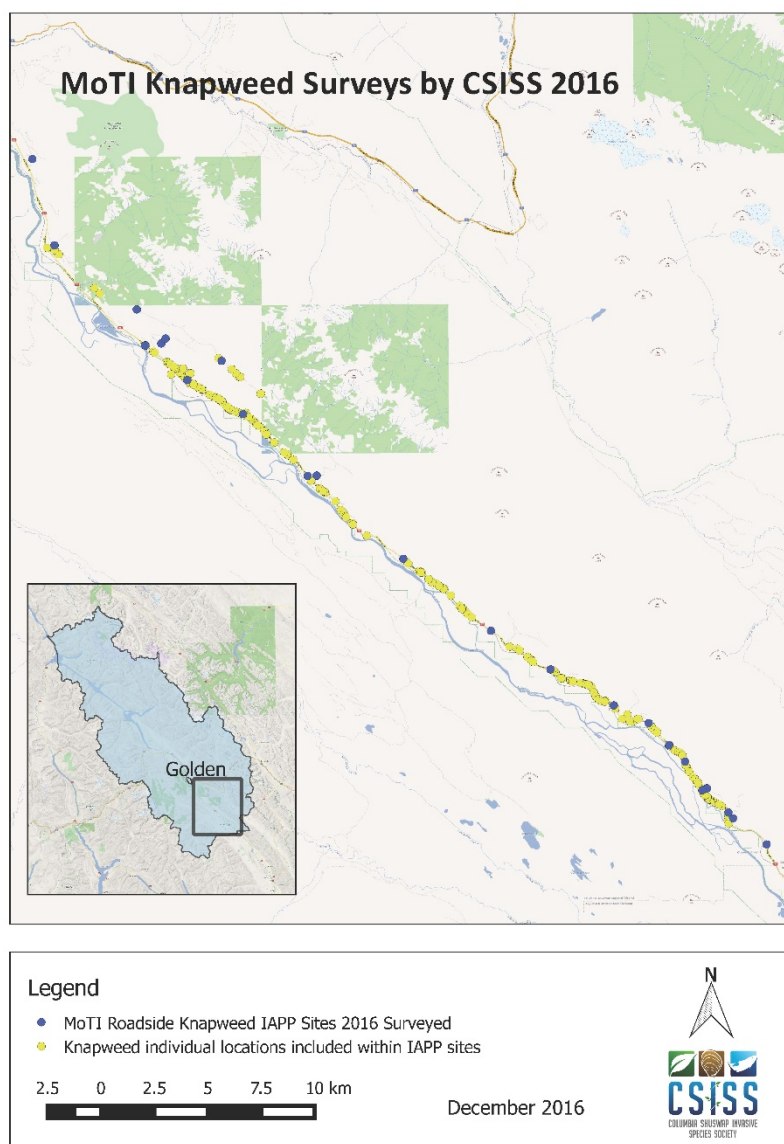 MoTI Knapweed Surveys by CSISS 2016
Golden
Legend
MoTI Roadside Knapweed IAPP Sites 2016 Surveyed
Knapweed individual locations included within IAPP sites
2.5 0 2.5 5 7.5 10 km
December 2016
N
CSISS
COLUMBIA SHUSWAP INVASIVE
SPECIES SOCIETY